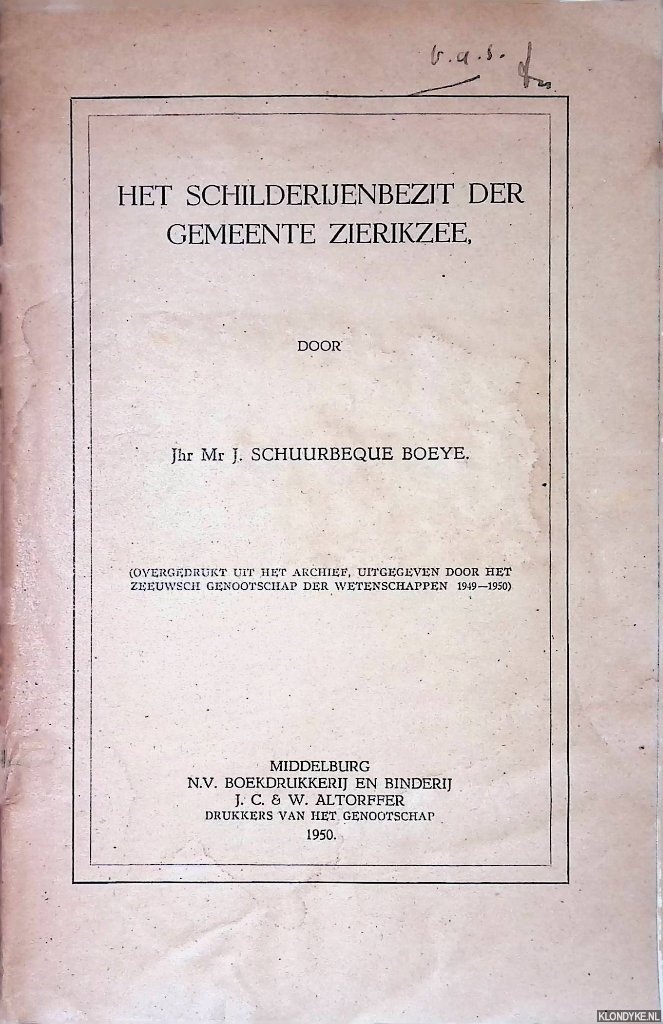 v.a.s.
HET SCHILDERIJENBEZIT DER
GEMEENTE ZIERIKZEE,
DOOR
Jhr Mr J. SCHUURBEQUE BOEYE.
(OVERGEDRUKT UIT HET ARCHIEF, UITGEGEVEN DOOR HET
ZEEUWSCH GENOOTSCHAP DER WETENSCHAPPEN 1949—1950)
MIDDELBURG
N.V. BOEKDRUKKERIJ EN BINDERIJ
J. C. & W. ALTORFFER
DRUKKERS VAN HET GENOOTSCHAP
1950.
KLONDYKE.NL